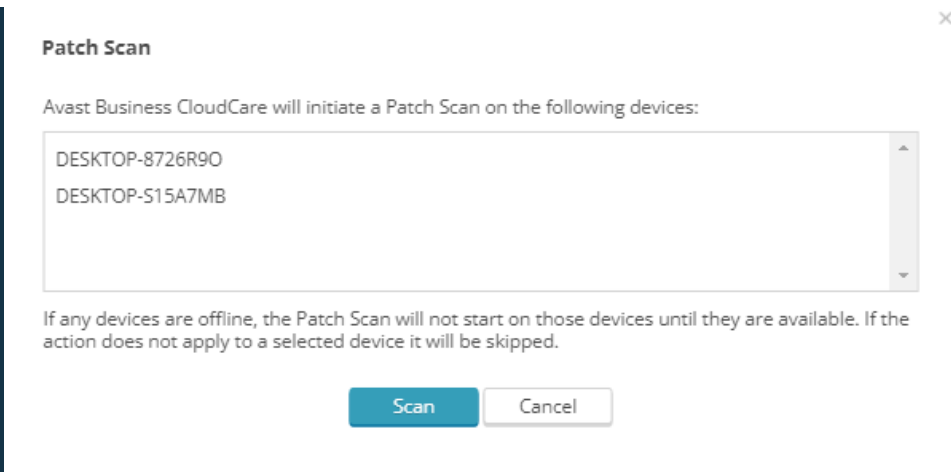 Patch Scan
Avast Business CloudCare will initiate a Patch Scan on the following devices:
DESKTOP-8726R9O
DESKTOP-S15A7MB
If any devices are offline, the Patch Scan will not start on those devices until they are available. If the
action does not apply to a selected device it will be skipped.
Scan
Cancel